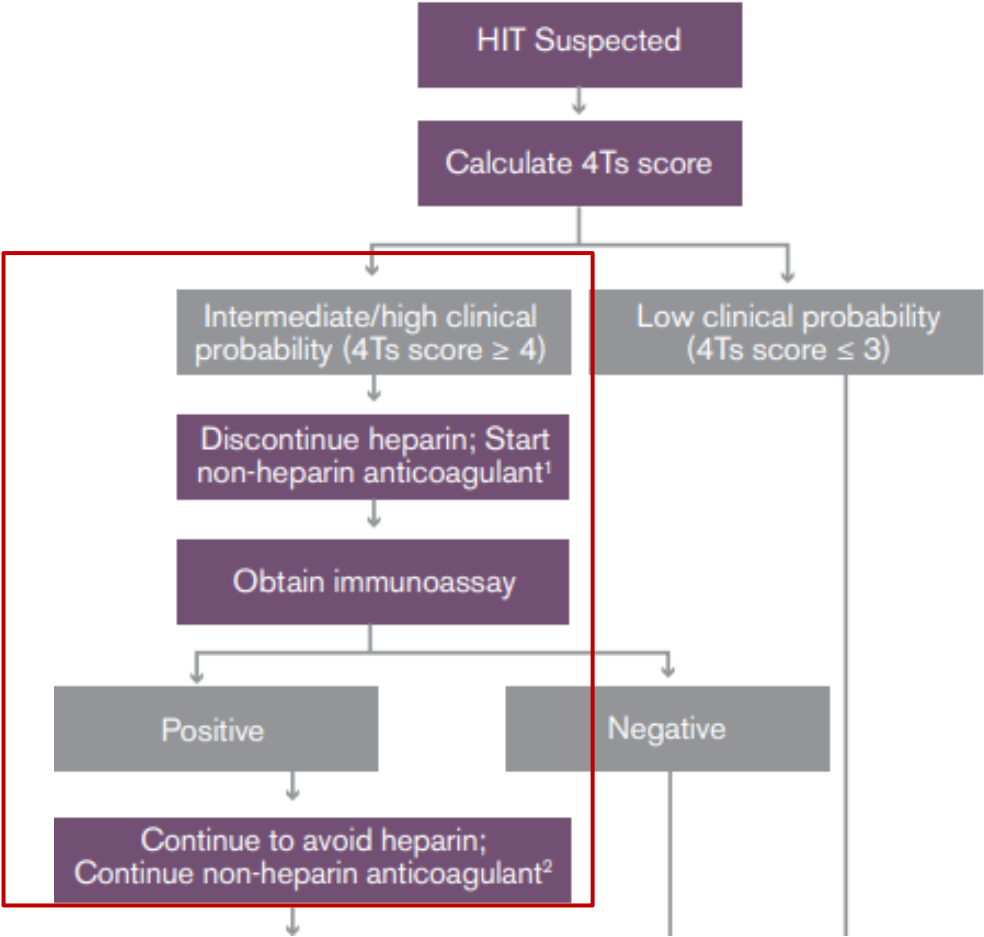 HIT Suspected
Calculate 4Ts score
Intermediate/high clinical
probability (4Ts score ≥ 4)
Low clinical probability
(4Ts score ≤ 3)
Discontinue heparin; Start
non-heparin anticoagulant¹
Obtain immunoassay
Positive
Negative
Continue to avoid heparin;
Continue non-heparin anticoagulant²